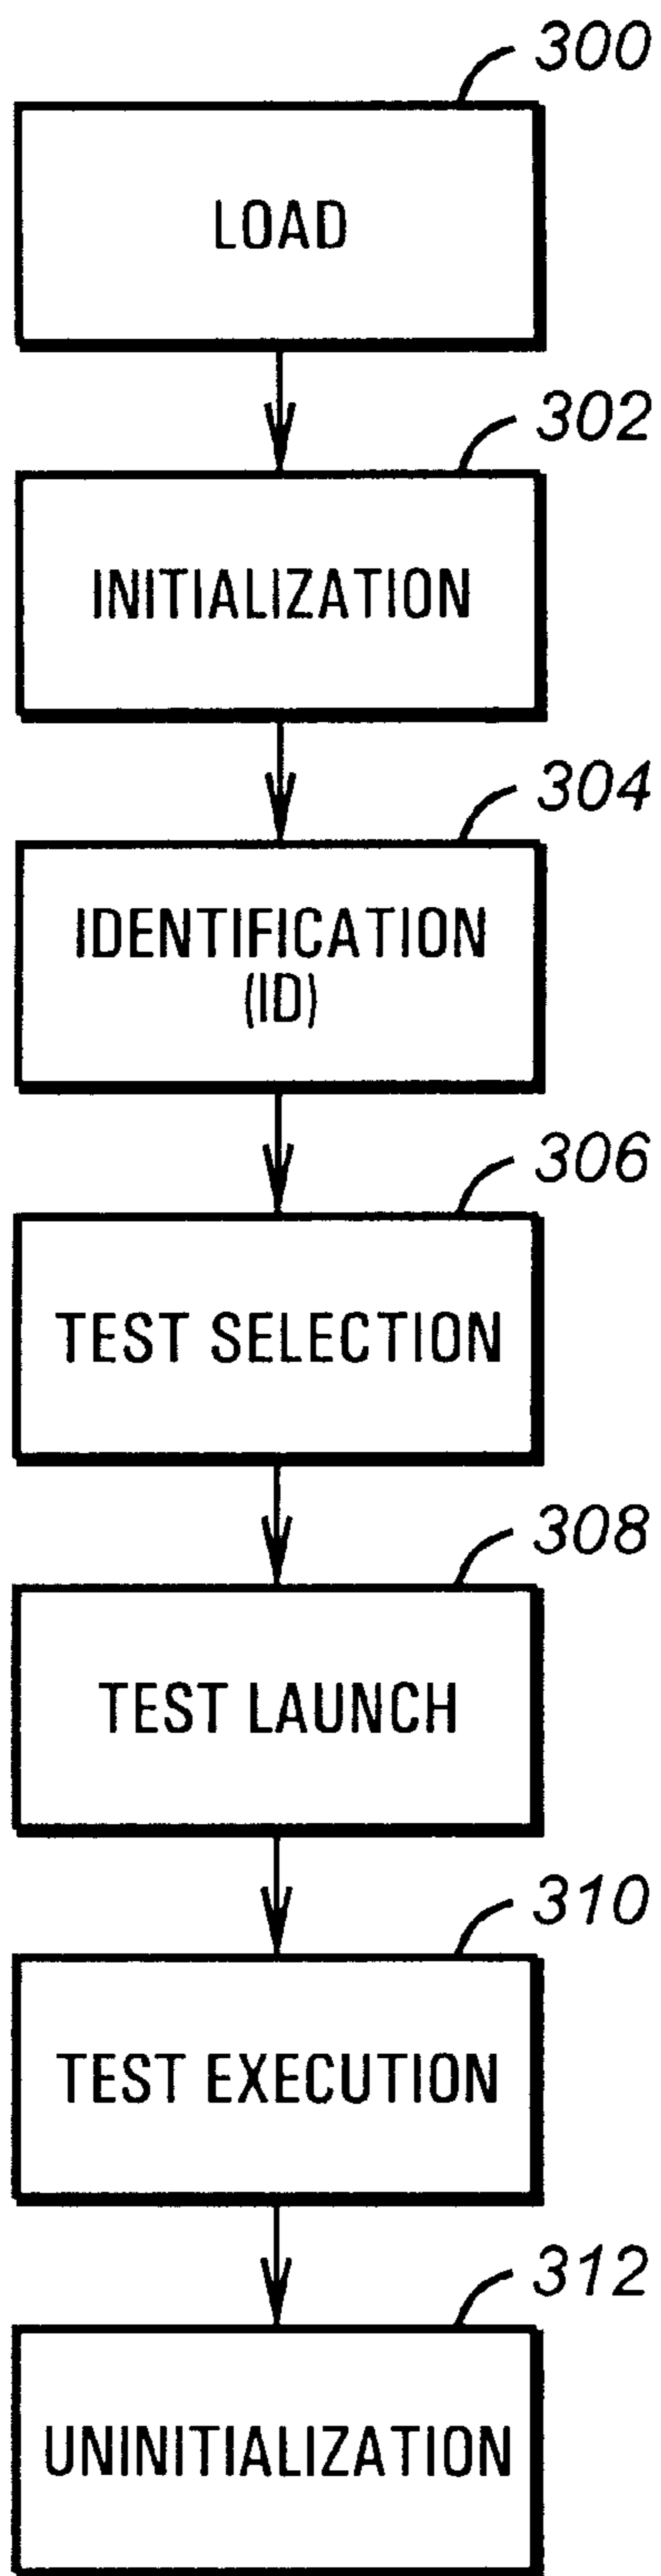 300
LOAD
302
INITIALIZATION
304
IDENTIFICATION
(ID)
306
TEST SELECTION
308
TEST LAUNCH
310
TEST EXECUTION
312
UNINITIALIZATION